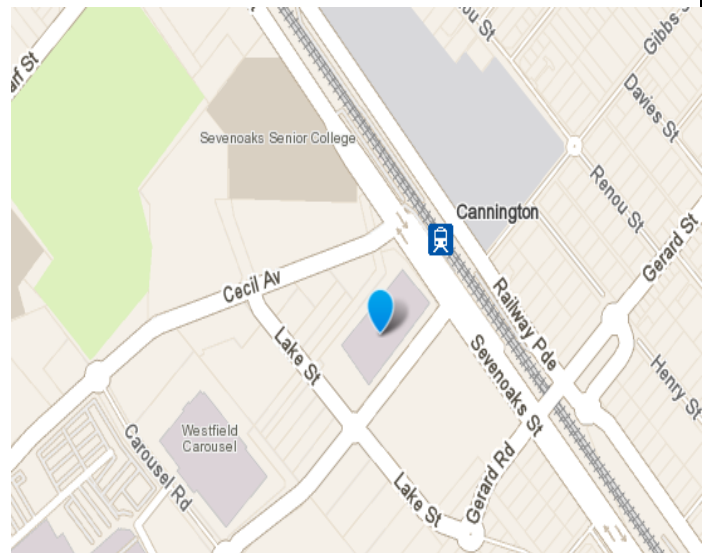 Gibbs S
Davies St
Renou St
Sevenoaks Senior College
Cannington
Gerard St
Cecil Av
Railway Pde
Lake St
Sevenoaks St
Henry St
Westfield
Carousel
Carousel Rd
Gerard Rd
Lake St